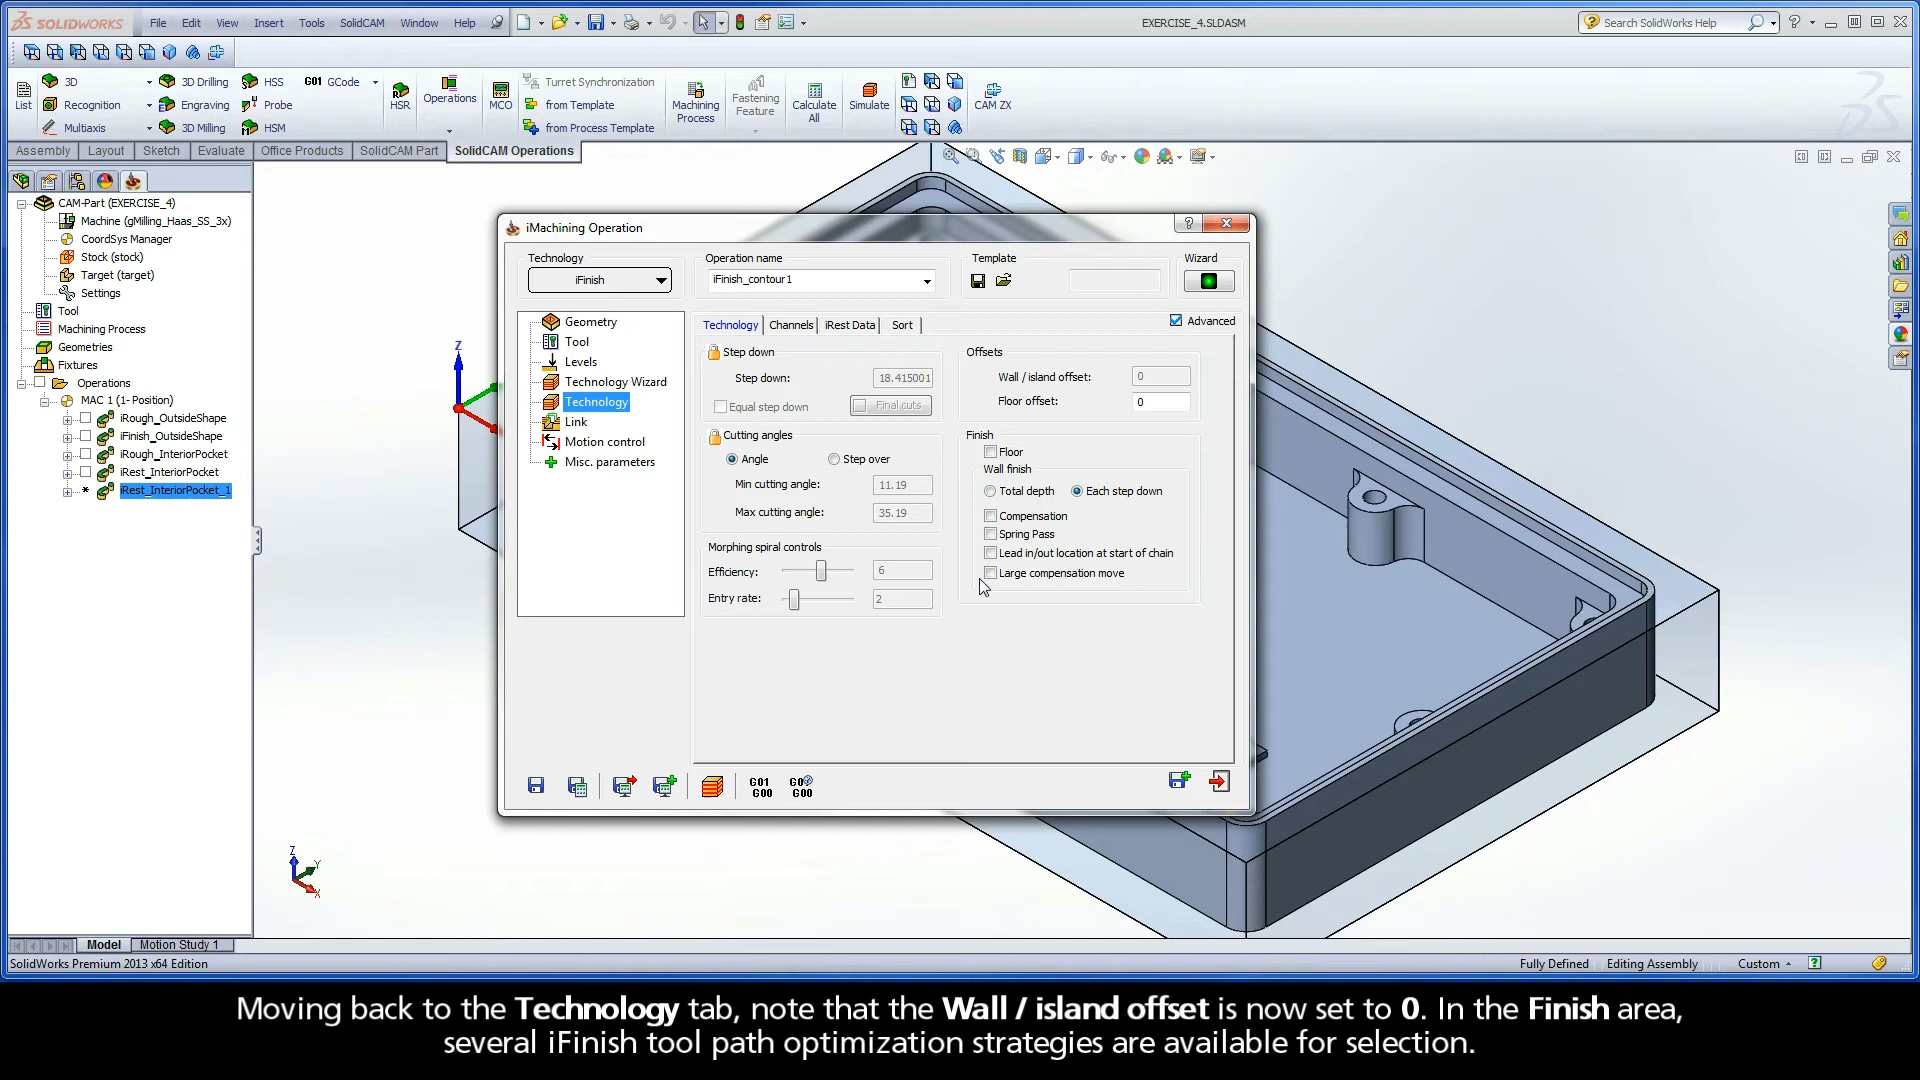 SOLIDWORKS File Edit View Insert Tools SolidCAM Window Help EXERCISE_4.SLDASM Search SolidWorks Help
3D 3D Drilling HSS G01 GCode Turret Synchronization
List Recognition Engraving Probe HSR Operations MCO from Template Machining Process Fastening Feature Calculate All Simulate CAM ZX
Multiaxis 3D Milling HSM from Process Template
Assembly Layout Sketch Evaluate Office Products SolidCAM Part SolidCAM Operations
CAM-Part (EXERCISE_4)
Machine (gMilling_Haas_SS_3x)
CoordSys Manager
Stock (stock)
Target (target)
Settings
Tool
Machining Process
Geometries
Fixtures
Operations
MAC 1 (1- Position)
iRough_OutsideShape
iFinish_OutsideShape
iRough_InteriorPocket
iRest_InteriorPocket
* iRest_InteriorPocket_1
Z
iMachining Operation
Technology Operation name Template Wizard
iFinish iFinish_contour1
Geometry
Tool
Levels
Technology Wizard
Technology
Link
Motion control
Misc. parameters
Technology Channels iRest Data Sort Advanced
Step down
Step down: 18.415001
Equal step down Final cuts
Cutting angles
Angle Step over
Min cutting angle: 11.19
Max cutting angle: 35.19
Morphing spiral controls
Efficiency: 6
Entry rate: 2
Offsets
Wall / island offset: 0
Floor offset: 0
Finish
Floor
Wall finish
Total depth Each step down
Compensation
Spring Pass
Lead in/out location at start of chain
Large compensation move
G01 G00
G00
Z Y X
Model Motion Study 1
SolidWorks Premium 2013 x64 Edition Fully Defined Editing Assembly Custom
Moving back to the Technology tab, note that the Wall / island offset is now set to 0. In the Finish area,
several iFinish tool path optimization strategies are available for selection.